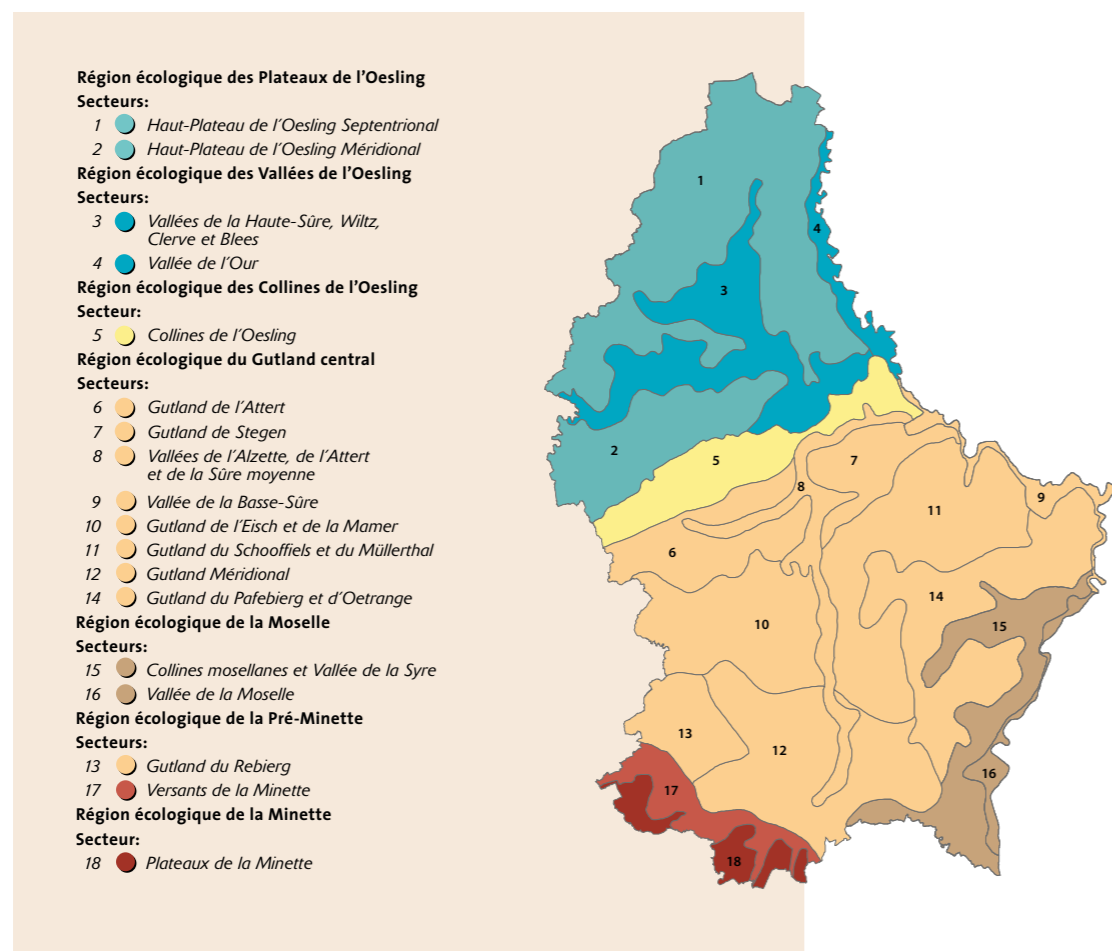 Région écologique des Plateaux de l'Oesling
Secteurs:
1 Haut-Plateau de l'Oesling Septentrional
2 Haut-Plateau de l'Oesling Méridional
Région écologique des Vallées de l'Oesling
Secteurs:
3 Vallées de la Haute-Sûre, Wiltz,
Clerve et Blees
4 Vallée de l'Our
Région écologique des Collines de l'Oesling
Secteur:
5 Collines de l'Oesling
Région écologique du Gutland central
Secteurs:
6 Gutland de l'Attert
7 Gutland de Stegen
8 Vallées de l'Alzette, de l'Attert
et de la Sûre moyenne
9 Vallée de la Basse-Sûre
10 Gutland de l'Eisch et de la Mamer
11 Gutland du Schooffiels et du Müllerthal
12 Gutland Méridional
14 Gutland du Pafebierg et d'Oetrange
Région écologique de la Moselle
Secteurs:
15 Collines mosellanes et Vallée de la Syre
16 Vallée de la Moselle
Région écologique de la Pré-Minette
Secteurs:
13 Gutland du Rebierg
17 Versants de la Minette
Région écologique de la Minette
Secteur:
18 Plateaux de la Minette
1
4
3
2
5
7
8
9
11
6
14
10
15
13
12
16
17
18